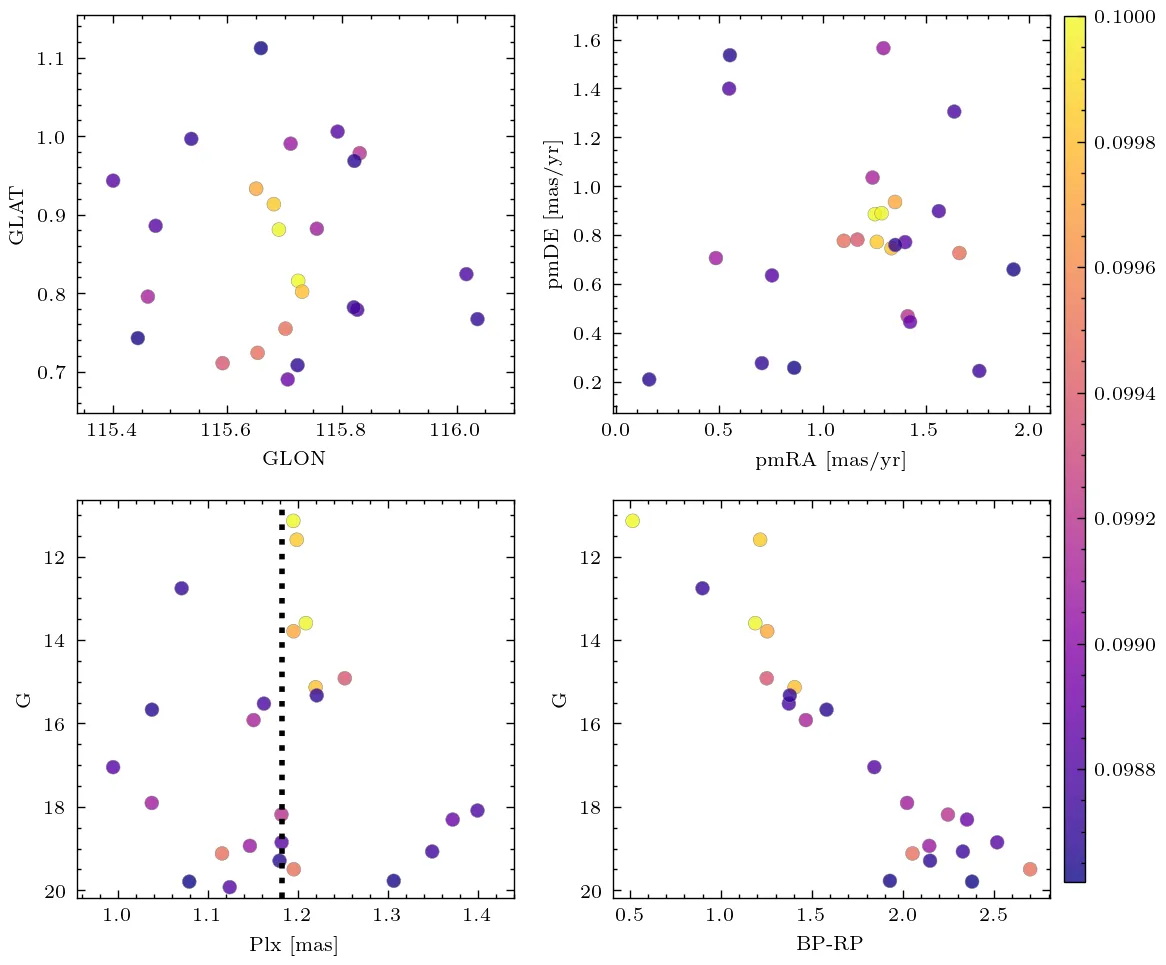 1.1
1.0
0.9
0.8
0.7
GLAT
115.4 115.6 115.8 116.0
GLON
1.6
1.4
1.2
1.0
0.8
0.6
0.4
0.2
pmDE [mas/yr]
0.0 0.5 1.0 1.5 2.0
pmRA [mas/yr]
0.1000
0.0998
0.0996
0.0994
0.0992
0.0990
0.0988
12
14
16
18
20
G
1.0 1.1 1.2 1.3 1.4
Plx [mas]
12
14
16
18
20
G
0.5 1.0 1.5 2.0 2.5
BP-RP